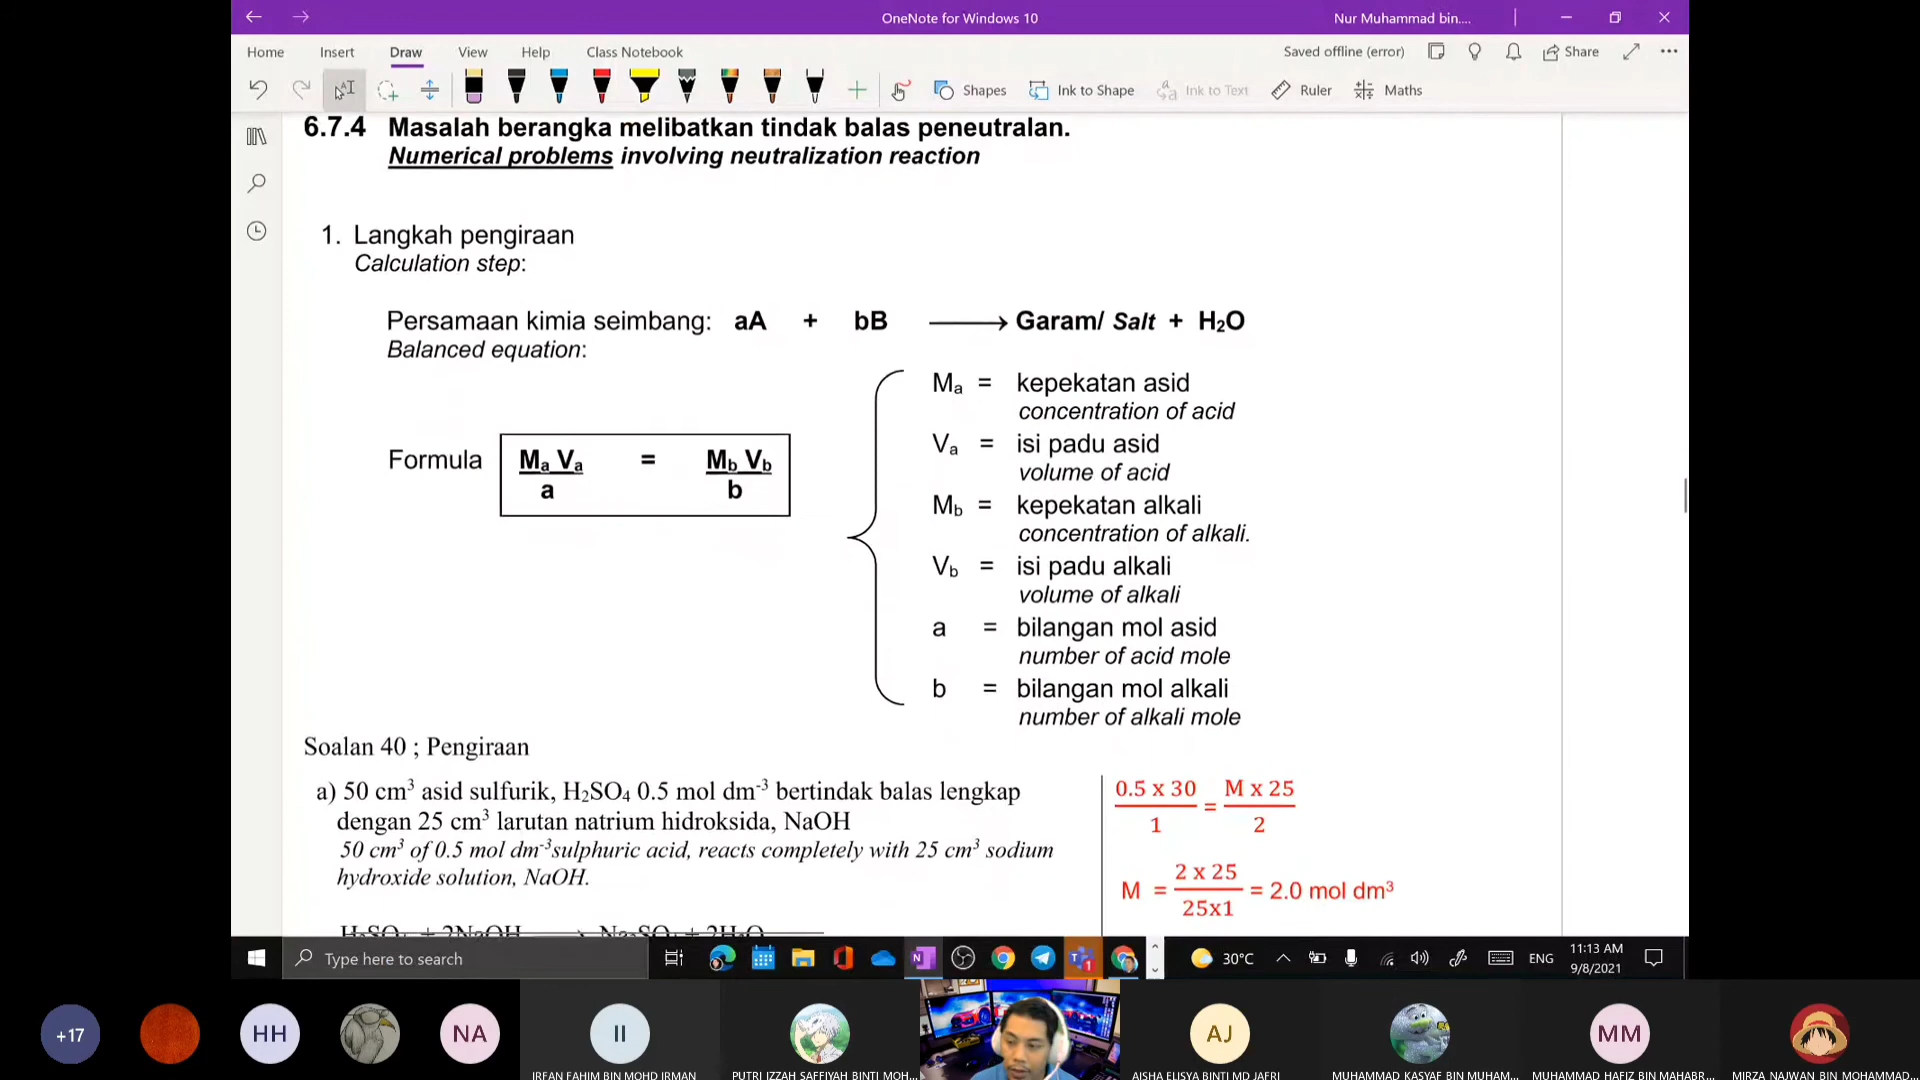 OneNote for Windows 10
Nur Muhammad bin....
Home Insert Draw View Help Class Notebook
Saved offline (error) Share
Shapes Ink to Shape Ink to Text Ruler Maths
6.7.4 Masalah berangka melibatkan tindak balas peneutralan.
Numerical problems involving neutralization reaction
1. Langkah pengiraan
Calculation step:
Persamaan kimia seimbang: aA + bB ⟶ Garam/ Salt + H₂O
Balanced equation:
Mₐ = kepekatan asid
concentration of acid
Vₐ = isi padu asid
volume of acid
Formula Mₐ Vₐ = M_b V_b
a b
M_b = kepekatan alkali
concentration of alkali.
V_b = isi padu alkali
volume of alkali
a = bilangan mol asid
number of acid mole
b = bilangan mol alkali
number of alkali mole
Soalan 40 ; Pengiraan
a) 50 cm³ asid sulfurik, H₂SO₄ 0.5 mol dm⁻³ bertindak balas lengkap
dengan 25 cm³ larutan natrium hidroksida, NaOH
50 cm³ of 0.5 mol dm⁻³sulphuric acid, reacts completely with 25 cm³ sodium
hydroxide solution, NaOH.
H₂SO₄ + 2NaOH ⟶ Na₂SO₄ + 2H₂O
0.5 x 30 = M x 25
1 2
M = 2 x 25 = 2.0 mol dm³
25x1
Type here to search
1
30°C
ENG
11:13 AM
9/8/2021
+17
HH
NA
II
AJ
MM
IRFAN FAHIM BIN MOHD IRMAN
PUTRI IZZAH SAFFIYAH BINTI MOH...
AISHA ELISYA BINTI MD JAFRI
MUHAMMAD KASYAF BIN MUHAM...
MUHAMMAD HAFIZ BIN MAHABR...
MIRZA NAJWAN BIN MOHAMMAD...